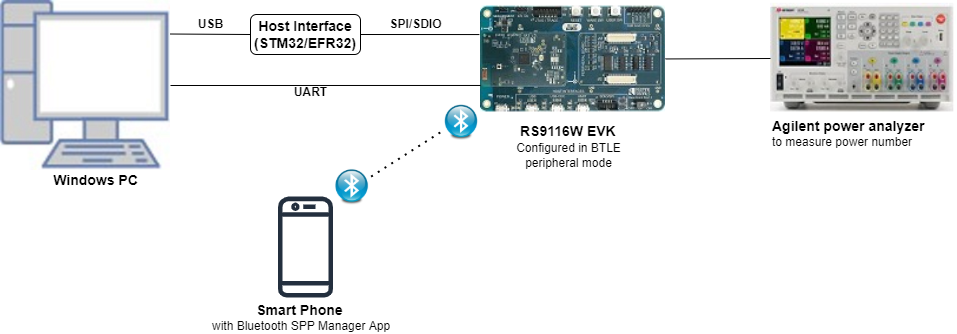 USB
Host Interface
(STM32/EFR32)
SPI/SDIO
UART
Windows PC
RS9116W EVK
Configured in BTLE
peripheral mode
Agilent power analyzer
to measure power number
Smart Phone
with Bluetooth SPP Manager App